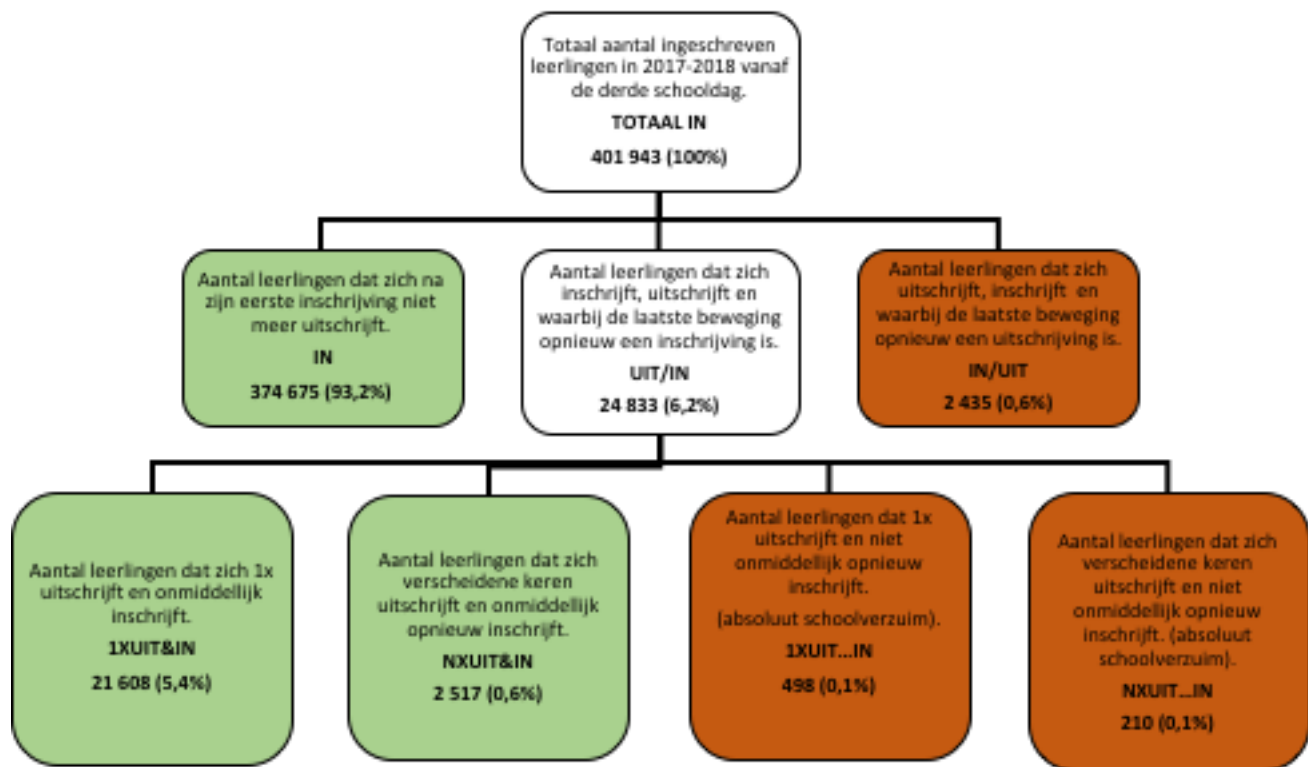 Totaal aantal ingeschreven
leerlingen in 2017-2018 vanaf
de derde schooldag.
TOTAAL IN
401 943 (100%)
Aantal leerlingen dat zich na
zijn eerste inschrijving niet
meer uitschrijft.
IN
374 675 (93,2%)
Aantal leerlingen dat zich
inschrijft, uitschrijft en
waarbij de laatste beweging
opnieuw een inschrijving is.
UIT/IN
24 833 (6,2%)
Aantal leerlingen dat zich
uitschrijft, inschrijft en
waarbij de laatste beweging
opnieuw een uitschrijving is.
IN/UIT
2 435 (0,6%)
Aantal leerlingen dat zich 1x
uitschrijft en onmiddellijk
inschrijft.
1XUIT&IN
21 608 (5,4%)
Aantal leerlingen dat zich
verscheidene keren
uitschrijft en onmiddellijk
opnieuw inschrijft.
NXUIT&IN
2 517 (0,6%)
Aantal leerlingen dat 1x
uitschrijft en niet
onmiddellijk opnieuw
inschrijft.
(absoluut schoolverzuim).
1XUIT...IN
498 (0,1%)
Aantal leerlingen dat zich
verscheidene keren
uitschrijft en niet
onmiddellijk opnieuw
inschrijft. (absoluut
schoolverzuim).
NXUIT...IN
210 (0,1%)